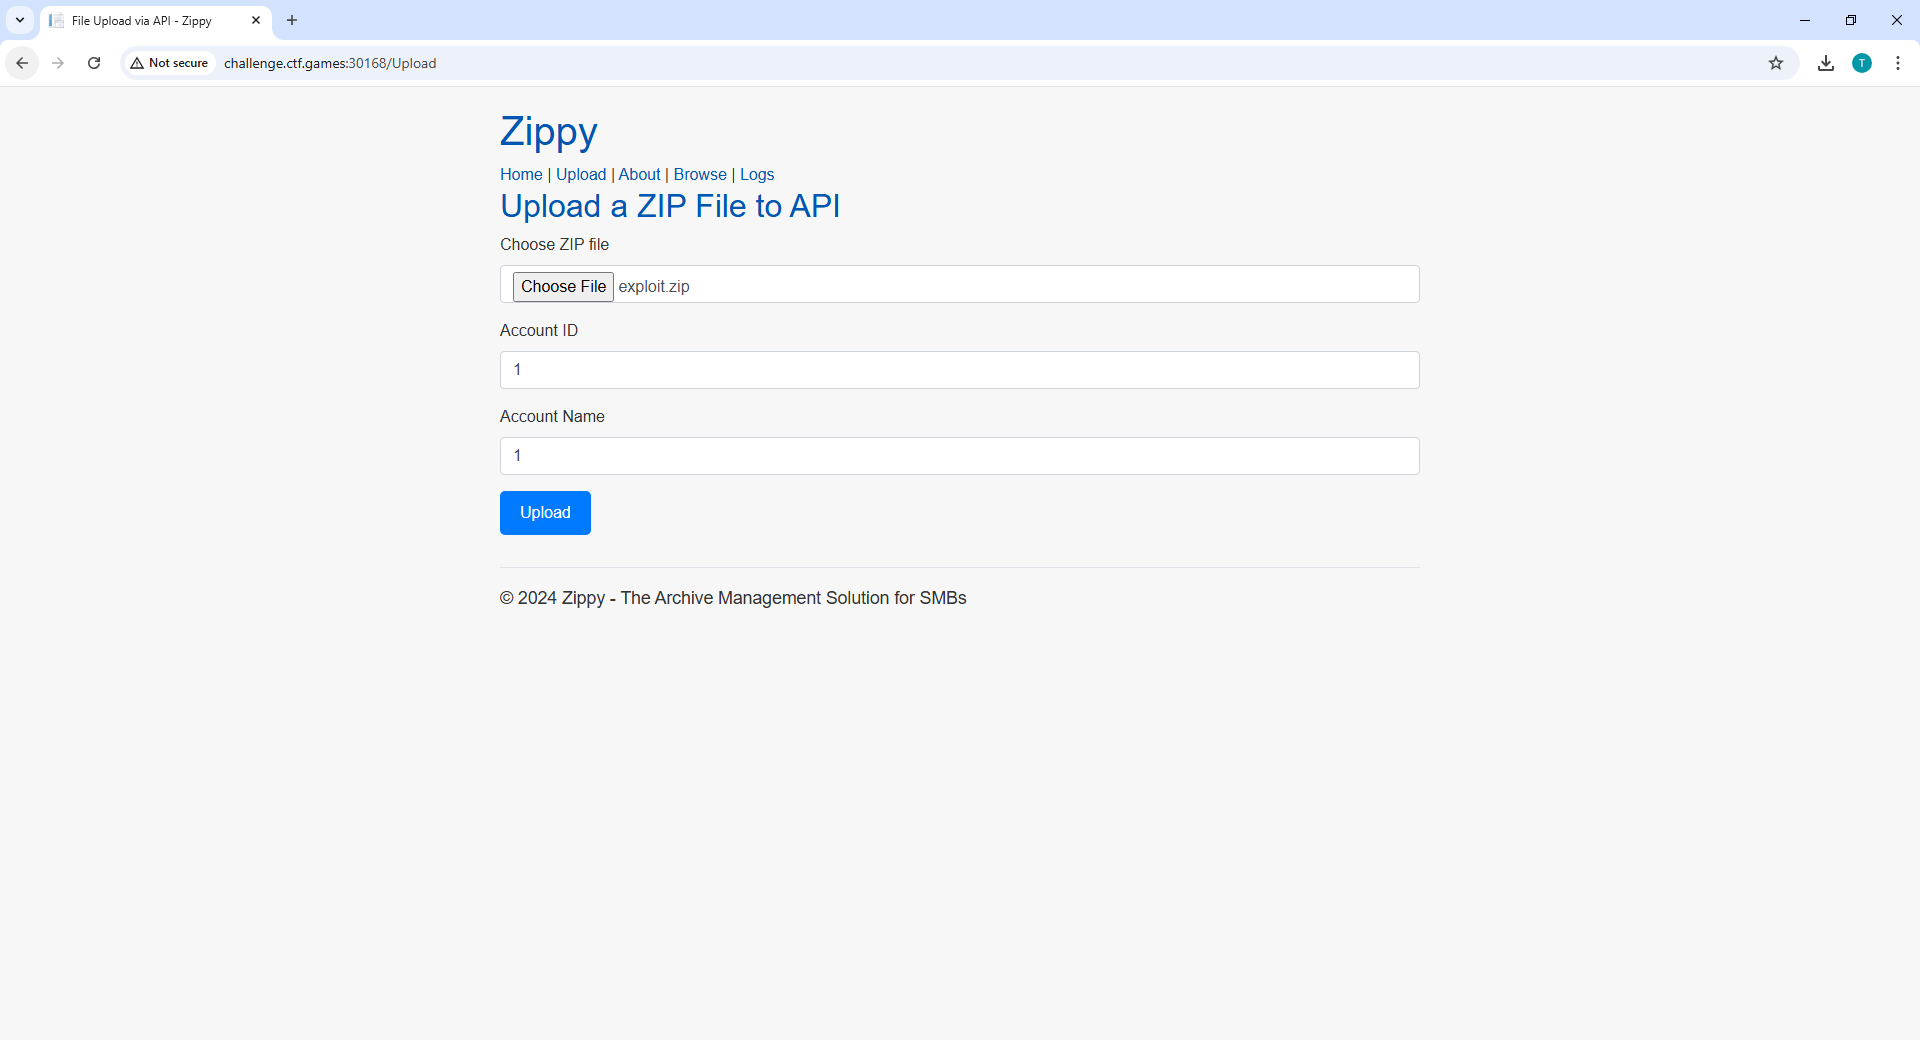 File Upload via API - Zippy
Not secure
challenge.ctf.games:30168/Upload
T
Zippy
Home | Upload | About | Browse | Logs
Upload a ZIP File to API
Choose ZIP file
Choose File exploit.zip
Account ID
1
Account Name
1
Upload
© 2024 Zippy - The Archive Management Solution for SMBs